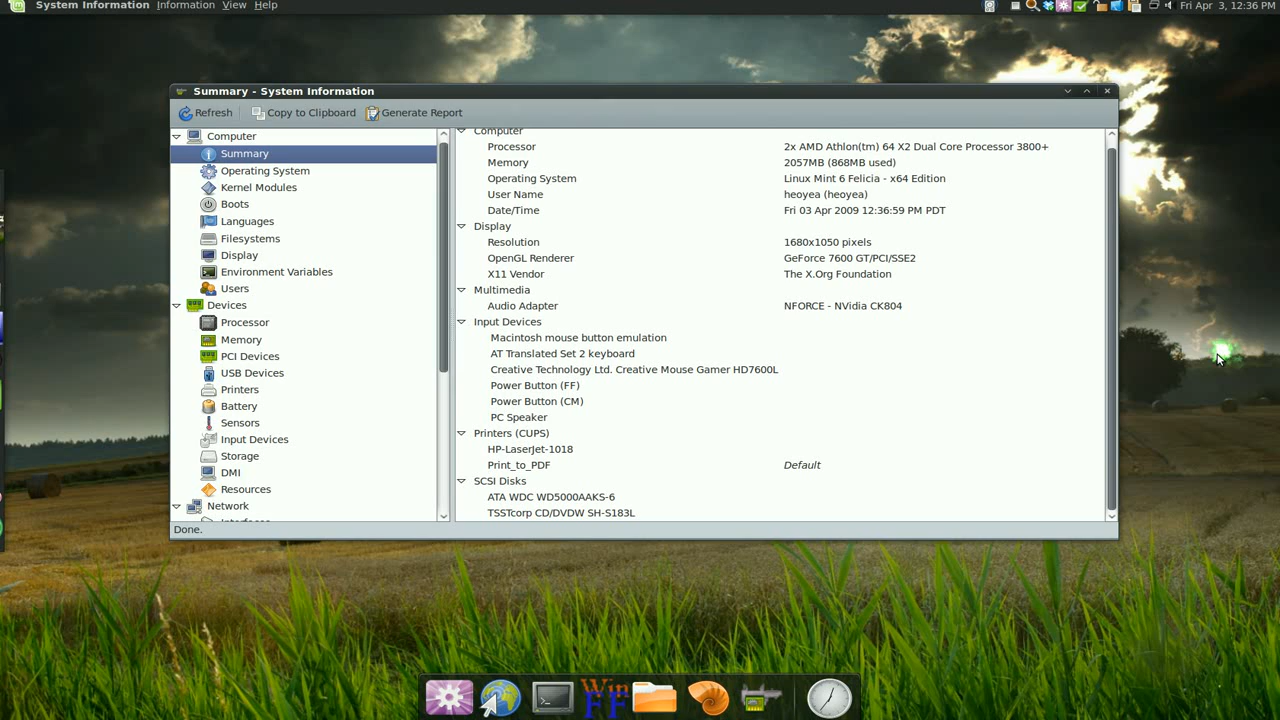 System Information Information View Help Fri Apr 3, 12:36 PM
Summary - System Information
Refresh Copy to Clipboard Generate Report
Computer
Summary
Operating System
Kernel Modules
Boots
Languages
Filesystems
Display
Environment Variables
Users
Devices
Processor
Memory
PCI Devices
USB Devices
Printers
Battery
Sensors
Input Devices
Storage
DMI
Resources
Network
Interfaces
Computer
Processor 2x AMD Athlon(tm) 64 X2 Dual Core Processor 3800+
Memory 2057MB (868MB used)
Operating System Linux Mint 6 Felicia - x64 Edition
User Name heoyea (heoyea)
Date/Time Fri 03 Apr 2009 12:36:59 PM PDT
Display
Resolution 1680x1050 pixels
OpenGL Renderer GeForce 7600 GT/PCI/SSE2
X11 Vendor The X.Org Foundation
Multimedia
Audio Adapter NFORCE - NVidia CK804
Input Devices
Macintosh mouse button emulation
AT Translated Set 2 keyboard
Creative Technology Ltd. Creative Mouse Gamer HD7600L
Power Button (FF)
Power Button (CM)
PC Speaker
Printers (CUPS)
HP-LaserJet-1018
Print_to_PDF Default
SCSI Disks
ATA WDC WD5000AAKS-6
TSSTcorp CD/DVDW SH-S183L
Done.
Win
FF